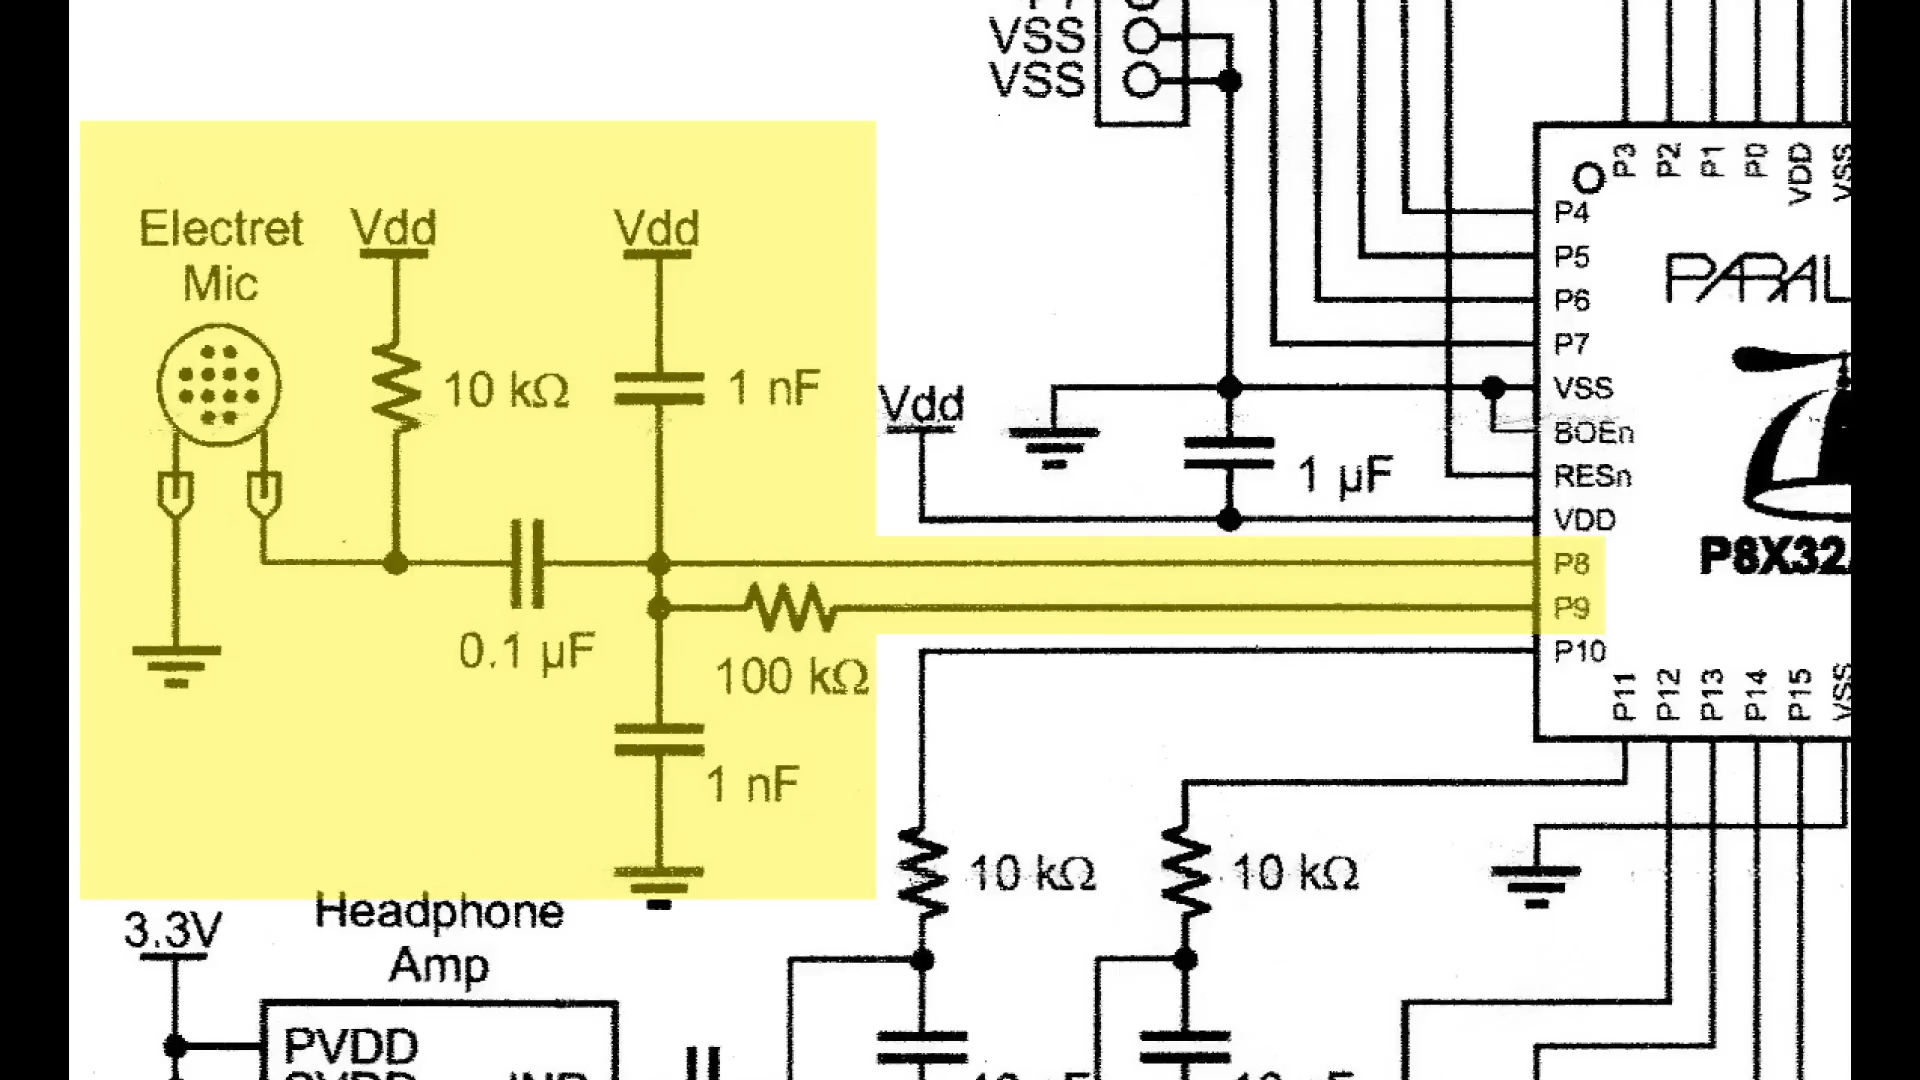 VSS
VSS
P3
P2
P1
P0
VDD
VSS
Electret
Mic
Vdd
Vdd
P4
P5
P6
P7
VSS
BOEn
RESn
VDD
P8
P9
P10
PARAL
10 kΩ
1 nF
Vdd
1 µF
P8X32
0.1 µF
100 kΩ
P11
P12
P13
P14
P15
VSS
1 nF
10 kΩ
10 kΩ
3.3V
Headphone
Amp
PVDD